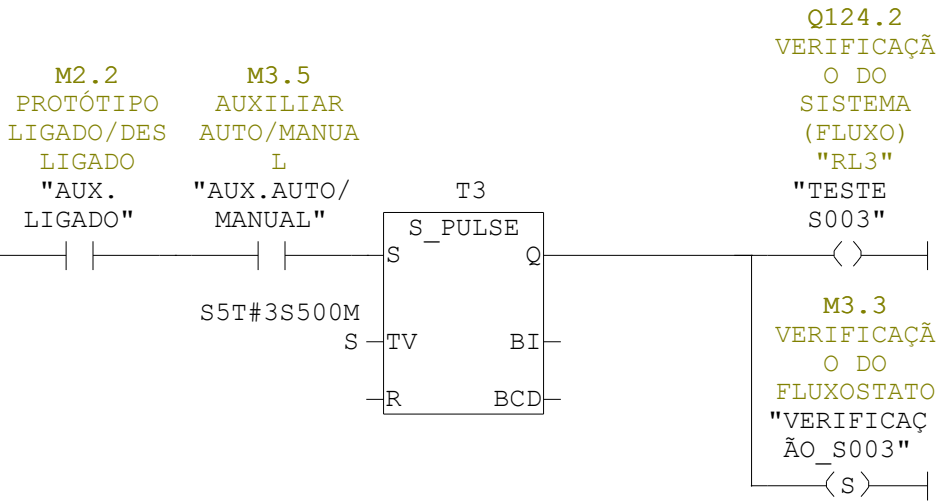 M2.2
PROTÓTIPO
LIGADO/DES
LIGADO
"AUX.
LIGADO"
M3.5
AUXILIAR
AUTO/MANUA
L
"AUX.AUTO/
MANUAL"
T3
S_PULSE
S
Q
S5T#3S500M
S
TV
BI
R
BCD
Q124.2
VERIFICAÇÃ
O DO
SISTEMA
(FLUXO)
"RL3"
"TESTE
S003"
M3.3
VERIFICAÇÃ
O DO
FLUXOSTATO
"VERIFICAÇ
ÃO_S003"
S